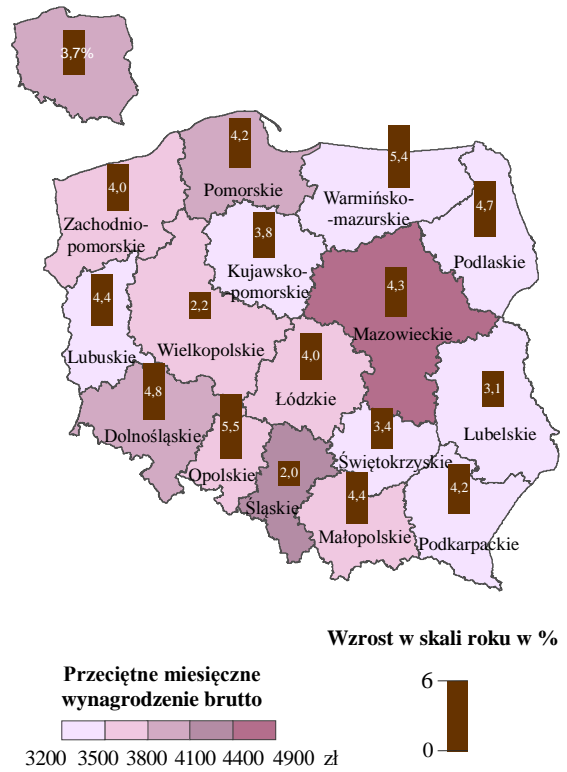 3,7%
4,2
Pomorskie
5,4
Warmińsko-
-mazurskie
4,0
Zachodnio-
pomorskie
4,7
Podlaskie
3,8
Kujawsko-
-pomorskie
4,4
Lubuskie
2,2
Wielkopolskie
4,3
Mazowieckie
4,0
Łódzkie
4,8
Dolnośląskie
3,1
Lubelskie
5,5
Opolskie
3,4
Świętokrzyskie
2,0
Śląskie
4,4
Małopolskie
4,2
Podkarpackie
Wzrost w skali roku w %
6
0
Przeciętne miesięczne
wynagrodzenie brutto
3200 3500 3800 4100 4400 4900 zł